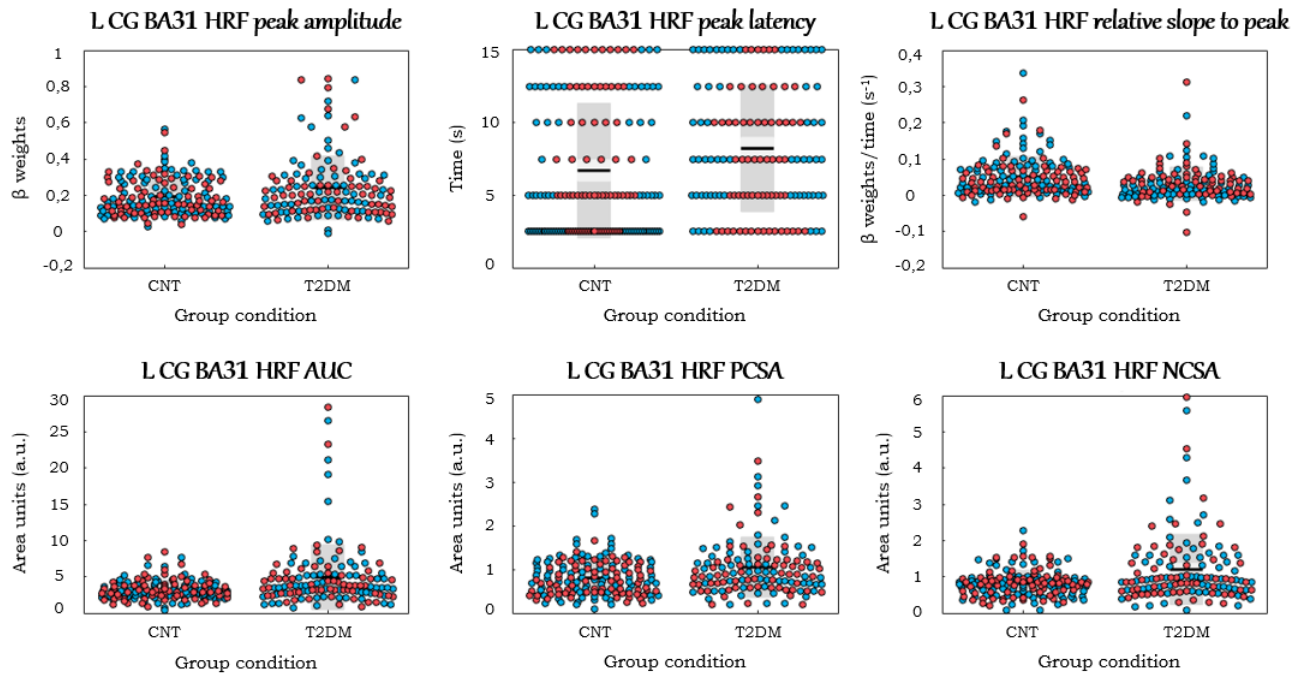 L CG BA31 HRF peak amplitude
β weights
1
0,8
0,6
0,4
0,2
0
-0,2
CNT
T2DM
Group condition
L CG BA31 HRF peak latency
Time (s)
15
10
5
0
CNT
T2DM
Group condition
L CG BA31 HRF relative slope to peak
β weights/ time (s⁻¹)
0,4
0,3
0,2
0,1
0
-0,1
-0,2
CNT
T2DM
Group condition
L CG BA31 HRF AUC
Area units (a.u.)
30
25
20
15
10
5
0
CNT
T2DM
Group condition
L CG BA31 HRF PCSA
Area units (a.u.)
5
4
3
2
1
0
CNT
T2DM
Group condition
L CG BA31 HRF NCSA
Area units (a.u.)
6
5
4
3
2
1
0
CNT
T2DM
Group condition